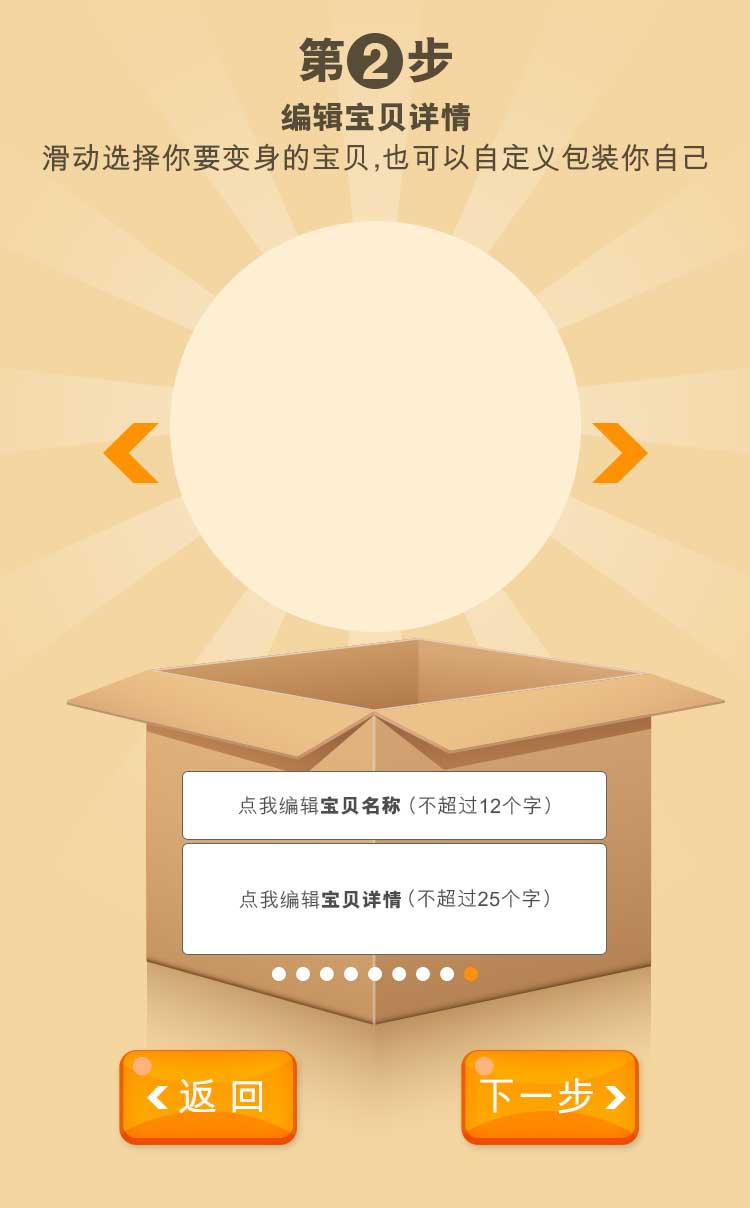 第2步
编辑宝贝详情
滑动选择你要变身的宝贝,也可以自定义包装你自己
点我编辑宝贝名称(不超过12个字)
点我编辑宝贝详情(不超过25个字)
返回
下一步